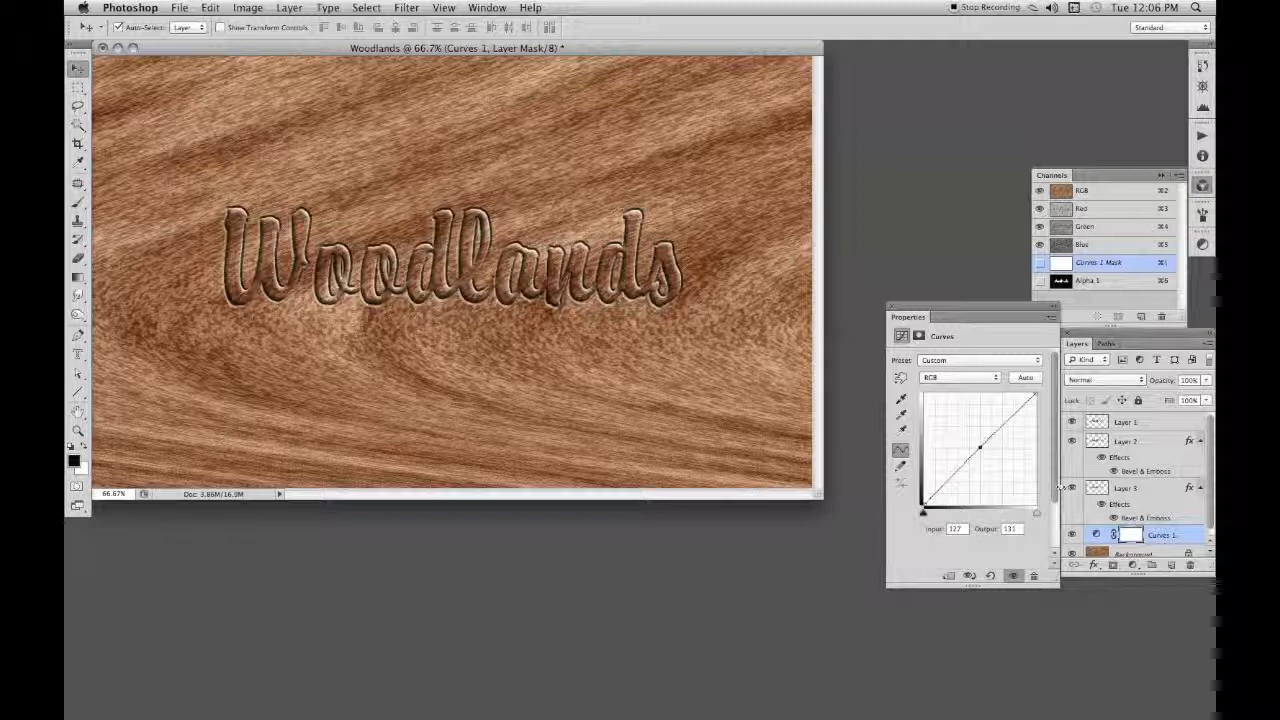 Photoshop File Edit Image Layer Type Select Filter View Window Help Stop Recording Tue 12:06 PM
Auto-Select: Layer Show Transform Controls Standard
Woodlands @ 66.7% (Curves 1, Layer Mask/8) *
Woodlands
66.67% Doc: 3.86M/16.9M
Channels
RGB ⌘2
Red ⌘3
Green ⌘4
Blue ⌘5
Curves 1 Mask ⌘\
Alpha 1 ⌘6
Properties
Curves
Preset: Custom
RGB Auto
Input: 127 Output: 131
Layers Paths
Kind
Normal Opacity: 100%
Lock: Fill: 100%
Layer 1
Layer 2 fx
Effects
Bevel & Emboss
Layer 3 fx
Effects
Bevel & Emboss
Curves 1
Background
fx